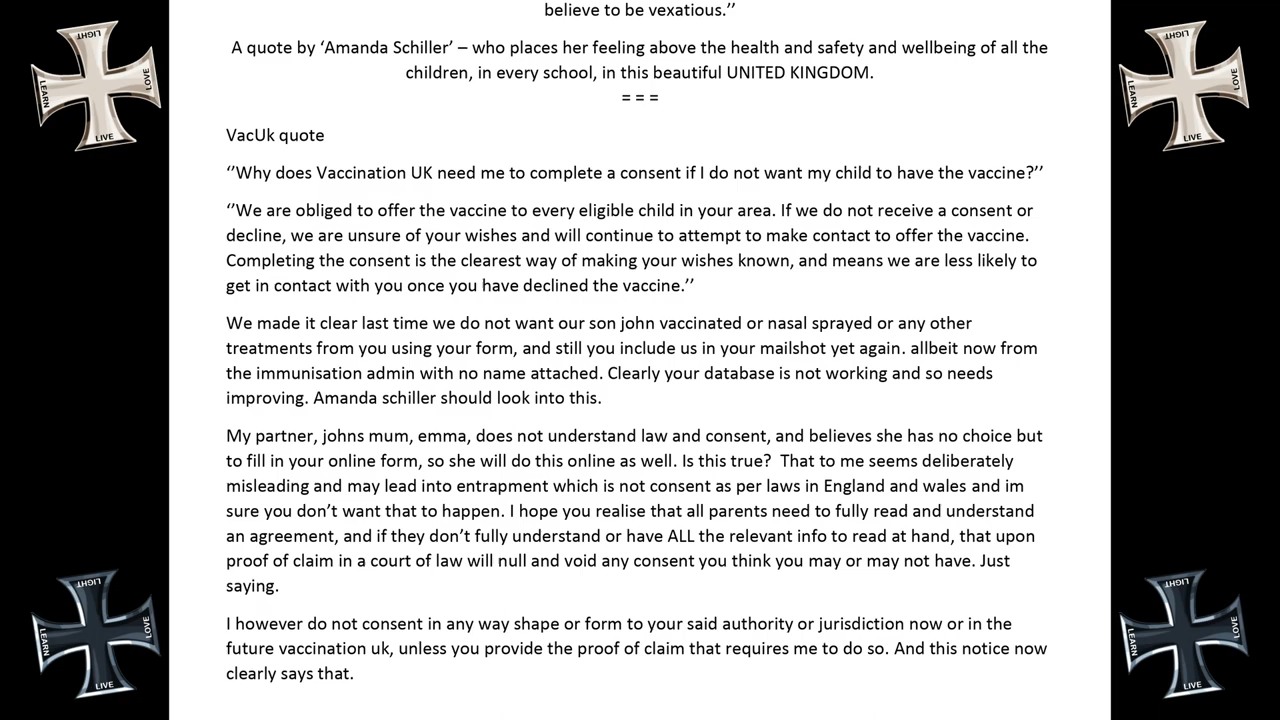 believe to be vexatious.’’
A quote by ‘Amanda Schiller’ – who places her feeling above the health and safety and wellbeing of all the
children, in every school, in this beautiful UNITED KINGDOM.
= = =
VacUk quote
‘’Why does Vaccination UK need me to complete a consent if I do not want my child to have the vaccine?’’
‘’We are obliged to offer the vaccine to every eligible child in your area. If we do not receive a consent or
decline, we are unsure of your wishes and will continue to attempt to make contact to offer the vaccine.
Completing the consent is the clearest way of making your wishes known, and means we are less likely to
get in contact with you once you have declined the vaccine.’’
We made it clear last time we do not want our son john vaccinated or nasal sprayed or any other
treatments from you using your form, and still you include us in your mailshot yet again. allbeit now from
the immunisation admin with no name attached. Clearly your database is not working and so needs
improving. Amanda schiller should look into this.
My partner, johns mum, emma, does not understand law and consent, and believes she has no choice but
to fill in your online form, so she will do this online as well. Is this true?  That to me seems deliberately
misleading and may lead into entrapment which is not consent as per laws in England and wales and im
sure you don’t want that to happen. I hope you realise that all parents need to fully read and understand
an agreement, and if they don’t fully understand or have ALL the relevant info to read at hand, that upon
proof of claim in a court of law will null and void any consent you think you may or may not have. Just
saying.
I however do not consent in any way shape or form to your said authority or jurisdiction now or in the
future vaccination uk, unless you provide the proof of claim that requires me to do so. And this notice now
clearly says that.
LIGHT
LEARN
LOVE
LIVE
LIGHT
LEARN
LOVE
LIVE
LIGHT
LEARN
LOVE
LIVE
LIGHT
LEARN
LOVE
LIVE